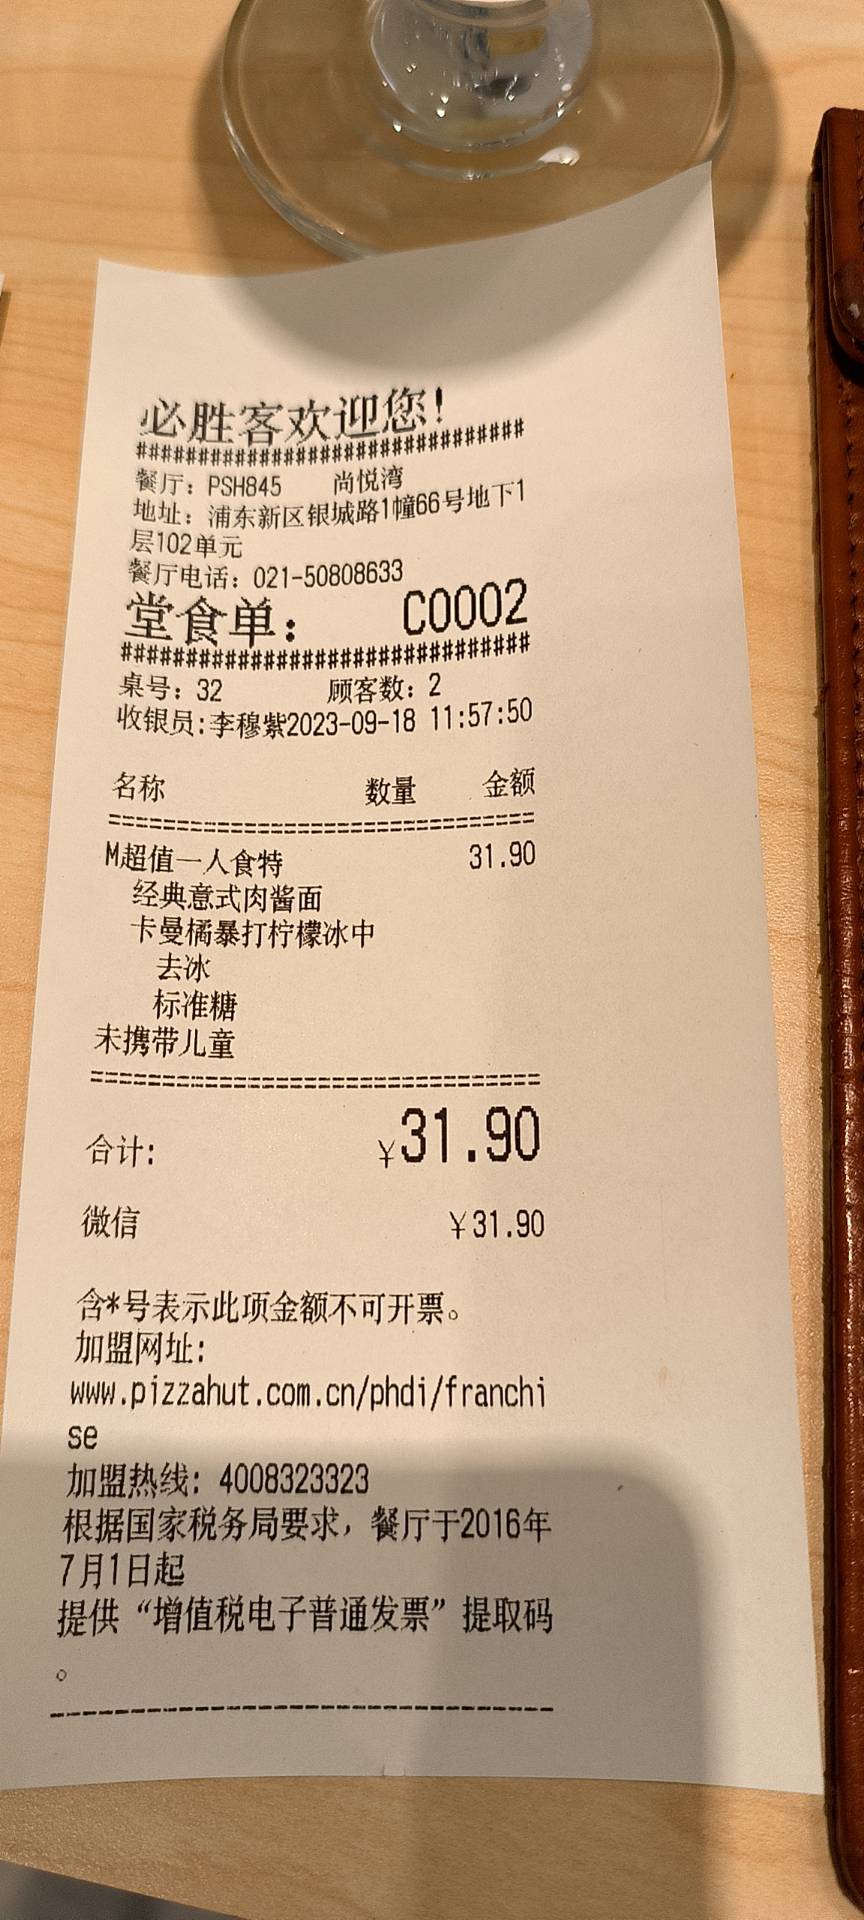 必胜客欢迎您!
##############################
餐厅: PSH845 尚悦湾
地址: 浦东新区银城路1幢66号地下1
层102单元
餐厅电话: 021-50808633
堂食单: C0002
################################
桌号: 32 顾客数: 2
收银员:李穆紫2023-09-18 11:57:50
名称 数量 金额
==============================
M超值一人食特 31.90
经典意式肉酱面
卡曼橘暴打柠檬冰中
去冰
标准糖
未携带儿童
================================
合计: ¥31.90
微信 ¥31.90
含*号表示此项金额不可开票。
加盟网址:
www.pizzahut.com.cn/phdi/franchi
se
加盟热线: 4008323323
根据国家税务局要求，餐厅于2016年
7月1日起
提供“增值税电子普通发票”提取码
。
--------------------------------